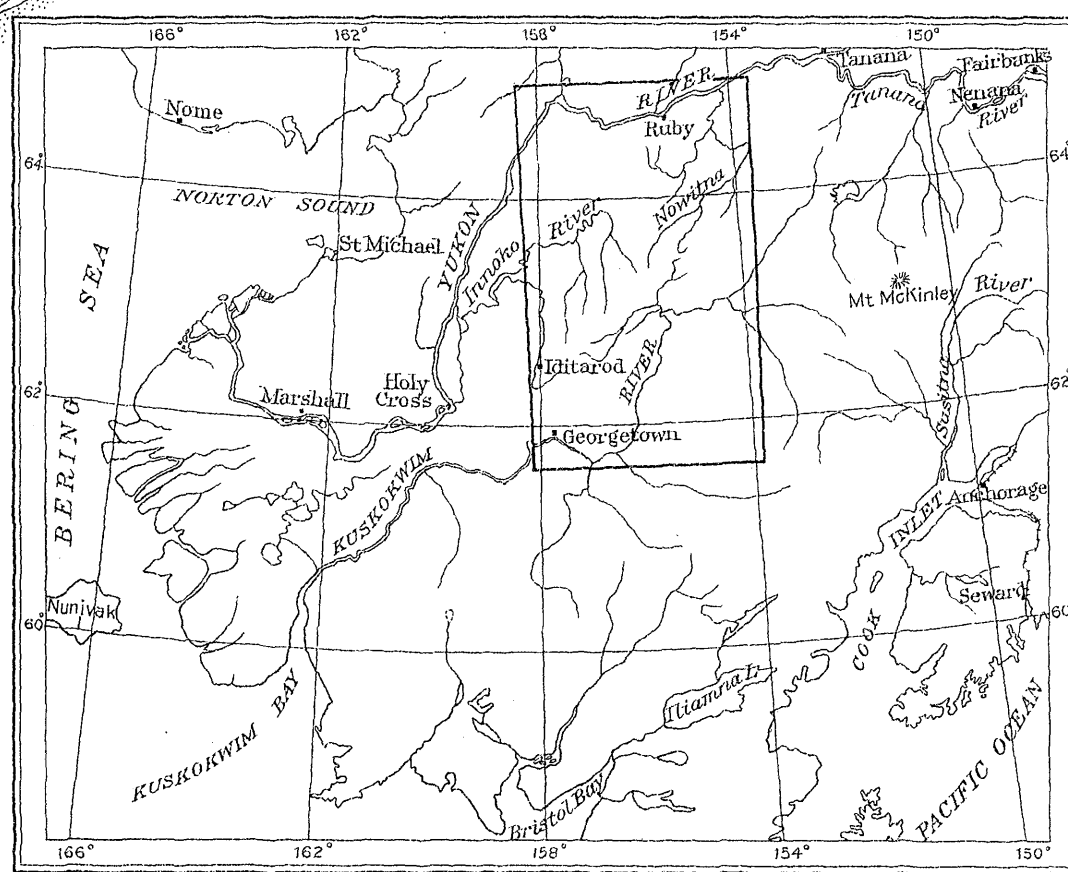 166° 162° 158° 154° 150°
Tanana
Fairbanks
Nome
RIVER
Tanana
Nenana
River
Ruby
64° 64°
NORTON SOUND
Nowitna
YUKON
River
St Michael
Innoko
SEA
Mt. McKinley
River
Iditarod
RIVER
Holy
Cross
62° 62°
Marshall
Susitna
BERING
Georgetown
KUSKOKWIM
INLET
Anchorage
Nunivak
I
Seward
60° 60°
COOK
BAY
Iliamna L.
KUSKOKWIM
PACIFIC OCEAN
Bristol Bay
166° 162° 158° 154° 150°